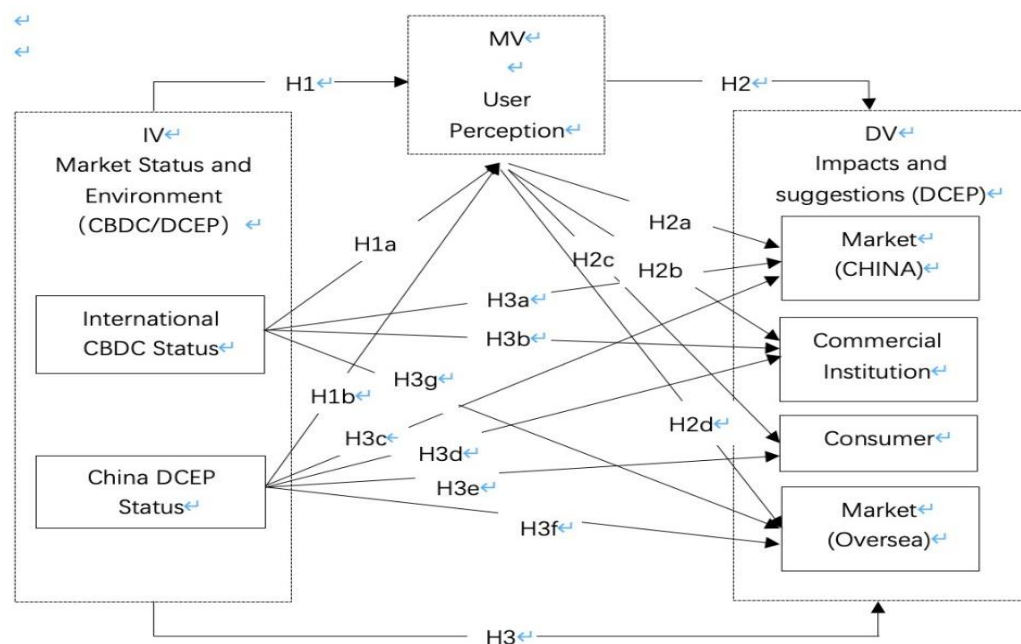 MV
User
Perception
H1
H2
IV
Market Status and
Environment
(CBDC/DCEP)
DV
Impacts and
suggestions (DCEP)
H1a
H2a
H2c
H2b
Market
(CHINA)
International
CBDC Status
H3a
H3b
Commercial
Institution
H3g
H1b
H2d
H3c
H3d
Consumer
China DCEP
Status
H3e
H3f
Market
(Oversea)
H3